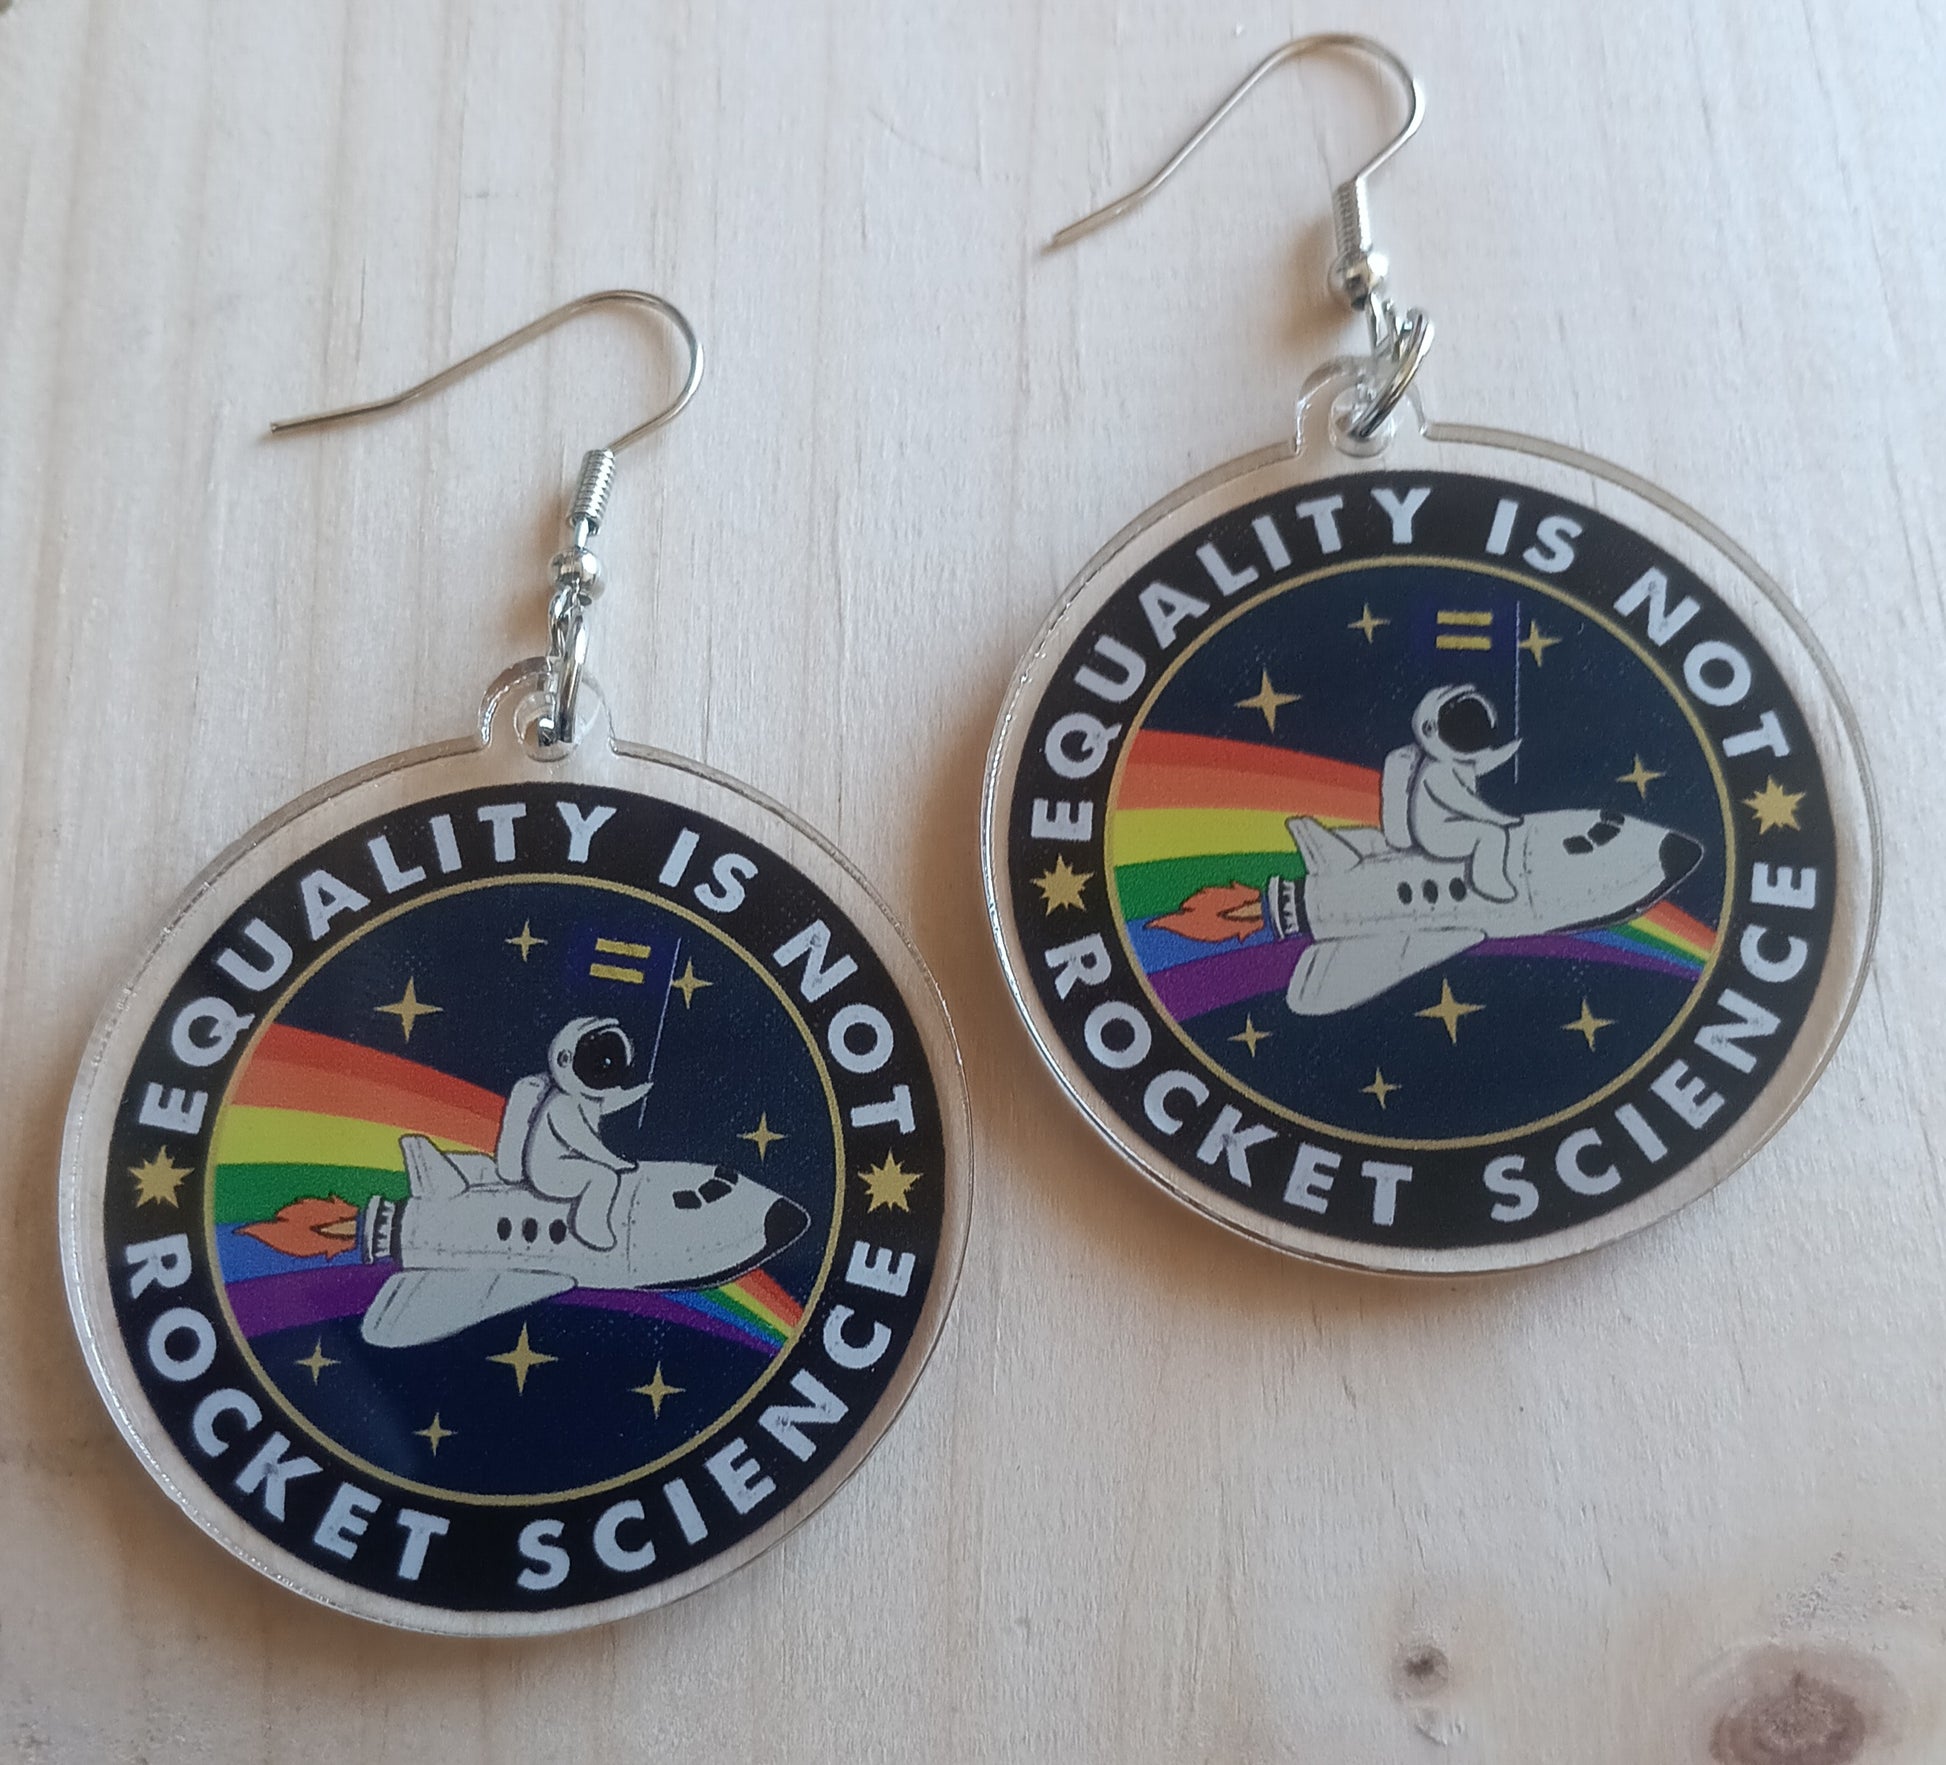 EQUALITY IS NOT
ROCKET SCIENCE
=
EQUALITY IS NOT
ROCKET SCIENCE
=